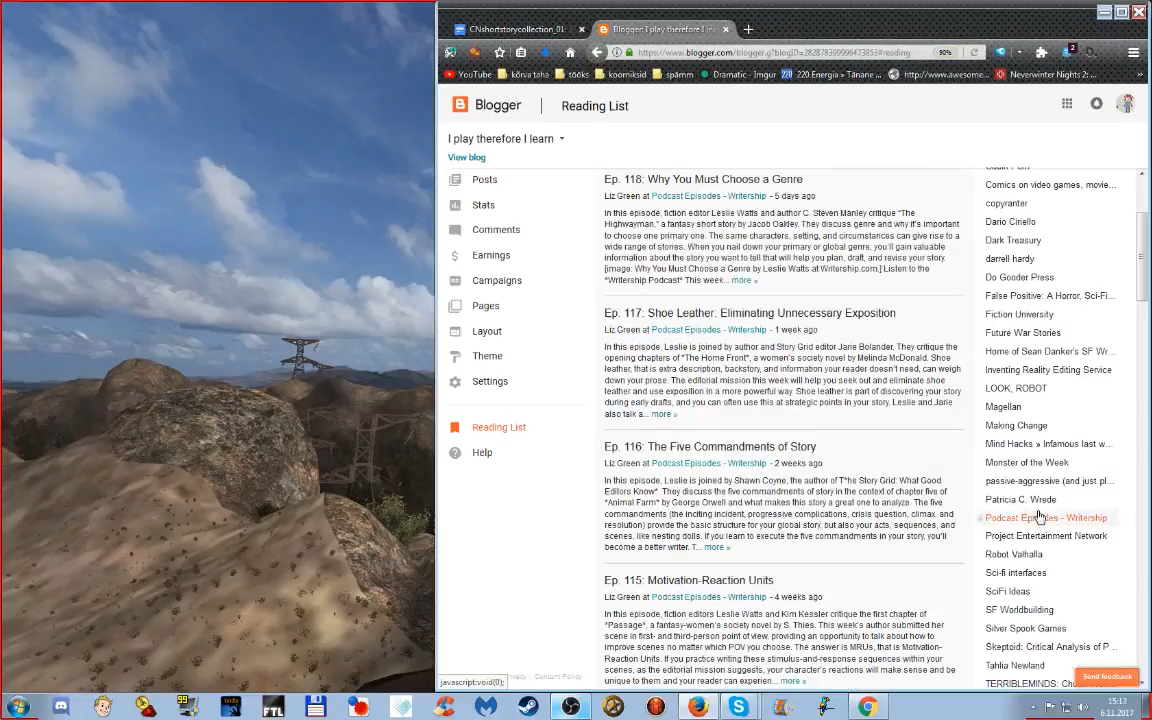 CNshortstorycollection_01:
Blogger: I play therefore I lea
https://www.blogger.com/blogger.g?blogID=2828783999647
90%
2
YouTube
kõrva taha
tööks
koomiksid
spämm
Dramatic - Imgur
220 Energia » Tänane ...
http://www.awesome...
Neverwinter Nights 2: ...
Blogger
Reading List
I play therefore I learn
View blog
Posts
Stats
Comments
Earnings
Campaigns
Pages
Layout
Theme
Settings
Reading List
Help
Ep. 118: Why You Must Choose a Genre
Liz Green at Podcast Episodes - Writership - 5 days ago
In this episode, fiction editor Leslie Watts and author C. Steven Manley critique "The
Highwayman," a fantasy short story by Jacob Oakley. They discuss genre and why it's important
to choose one primary one. The same characters, setting, and circumstances can give rise to a
wide range of stories. When you nail down your primary or global genre, you'll gain valuable
information about the story you want to tell that will help you plan, draft, and revise your story
[image: Why You Must Choose a Genre by Leslie Watts at Writership.com.] Listen to the
*Writership Podcast* This week... more »
Ep. 117: Shoe Leather: Eliminating Unnecessary Exposition
Liz Green at Podcast Episodes - Writership - 1 week ago
In this episode, Leslie is joined by author and Story Grid editor Jarie Bolander. They critique the
opening chapters of *The Home Front*, a women's society novel by Melinda McDonald. Shoe
leather, that is extra description, backstory, and information your reader doesn't need, can weigh
down your prose. The editorial mission this week will help you seek out and eliminate shoe
leather and use exposition in a more powerful way. Shoe leather is part of discovering your story
during early drafts, and you can often use this at strategic points in your story. Leslie and Jarie
also talk a... more »
Ep. 116: The Five Commandments of Story
Liz Green at Podcast Episodes - Writership - 2 weeks ago
In this episode, Leslie is joined by Shawn Coyne, the author of T*he Story Grid: What Good
Editors Know* They discuss the five commandments of story in the context of chapter five of
*Animal Farm* by George Orwell and what makes this story a great one to analyze. The five
commandments (the inciting incident, progressive complications, crisis question, climax. and
resolution) provide the basic structure for your global story, but also your acts, sequences, and
scenes, like nesting dolls. If you learn to execute the five commandments in your story, you'll
become a better writer. T... more »
Ep. 115: Motivation-Reaction Units
Liz Green at Podcast Episodes - Writership - 4 weeks ago
In this episode, fiction editors Leslie Watts and Kim Kessler critique the first chapter of
*Passage*, a fantasy-women's society novel by S. Thies. This week's author submitted her
scene in first- and third-person point of view, providing an opportunity to talk about how to
improve scenes no matter which POV you choose. The answer is MRUs, that is Motivation-
Reaction Units. If you practice writing these stimulus-and-response sequences within your
scene, as the editorial mission suggests, your character's reactions will make sense and be
unique to them and your reader can experien... more »
Comics on video games, movie...
copyranter
Dario Ciriello
Dark Treasury
darrell hardy
Do Gooder Press
False Positive: A Horror, Sci-Fi...
Fiction University
Future War Stories
Home of Sean Danker's SF Wr...
Inventing Reality Editing Service
LOOK, ROBOT
Magellan
Making Change
Mind Hacks » Infamous last w...
Monster of the Week
passive-aggressive (and just pl...
Patricia C. Wrede
Podcast Episodes - Writership
Project Entertainment Network
Robot Valhalla
Sci-fi interfaces
SciFi Ideas
SF Worldbuilding
Silver Spook Games
Skeptoid: Critical Analysis of P...
Tahlia Newland
Send feedback
javascript:void(0);
Content Policy
99
FTL
15:13
6.11.2017